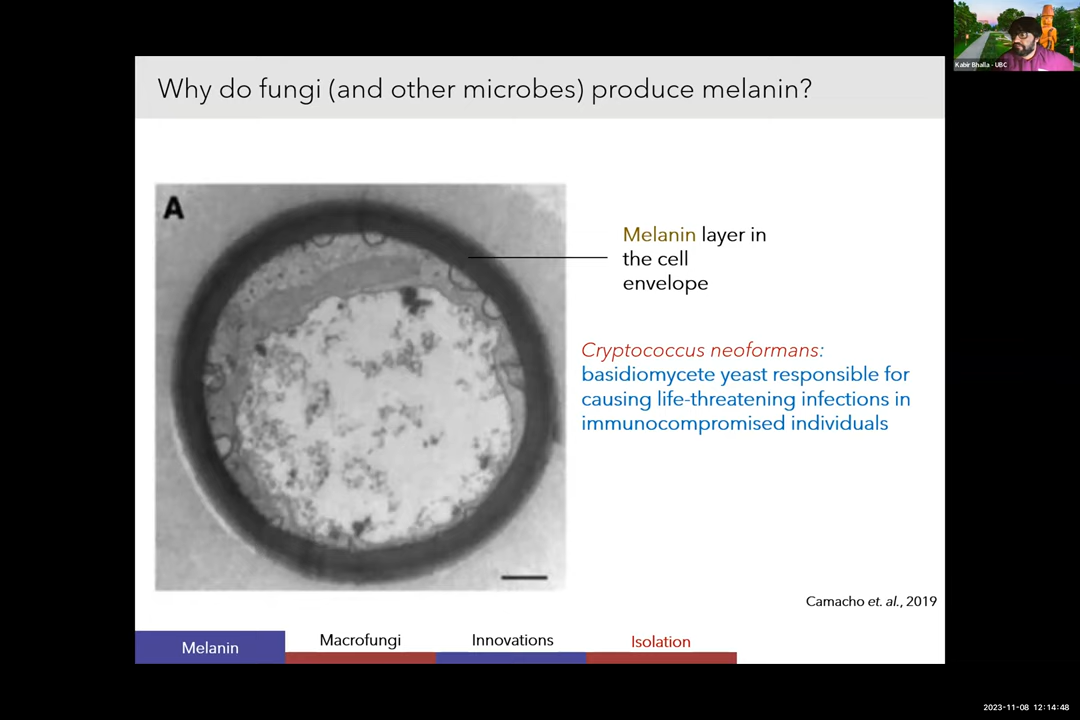 Kabir Bhalla - UBC
Why do fungi (and other microbes) produce melanin?
A
Melanin layer in
the cell
envelope
Cryptococcus neoformans:
basidiomycete yeast responsible for
causing life-threatening infections in
immunocompromised individuals
Camacho et. al., 2019
Melanin
Macrofungi
Innovations
Isolation
2023-11-08 12:14:48